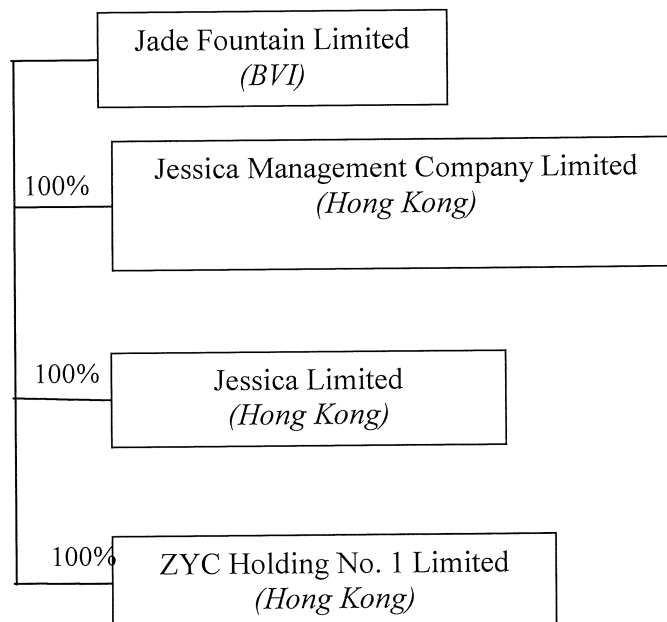 Jade Fountain Limited
(BVI)
100%
Jessica Management Company Limited
(Hong Kong)
100%
Jessica Limited
(Hong Kong)
100%
ZYC Holding No. 1 Limited
(Hong Kong)